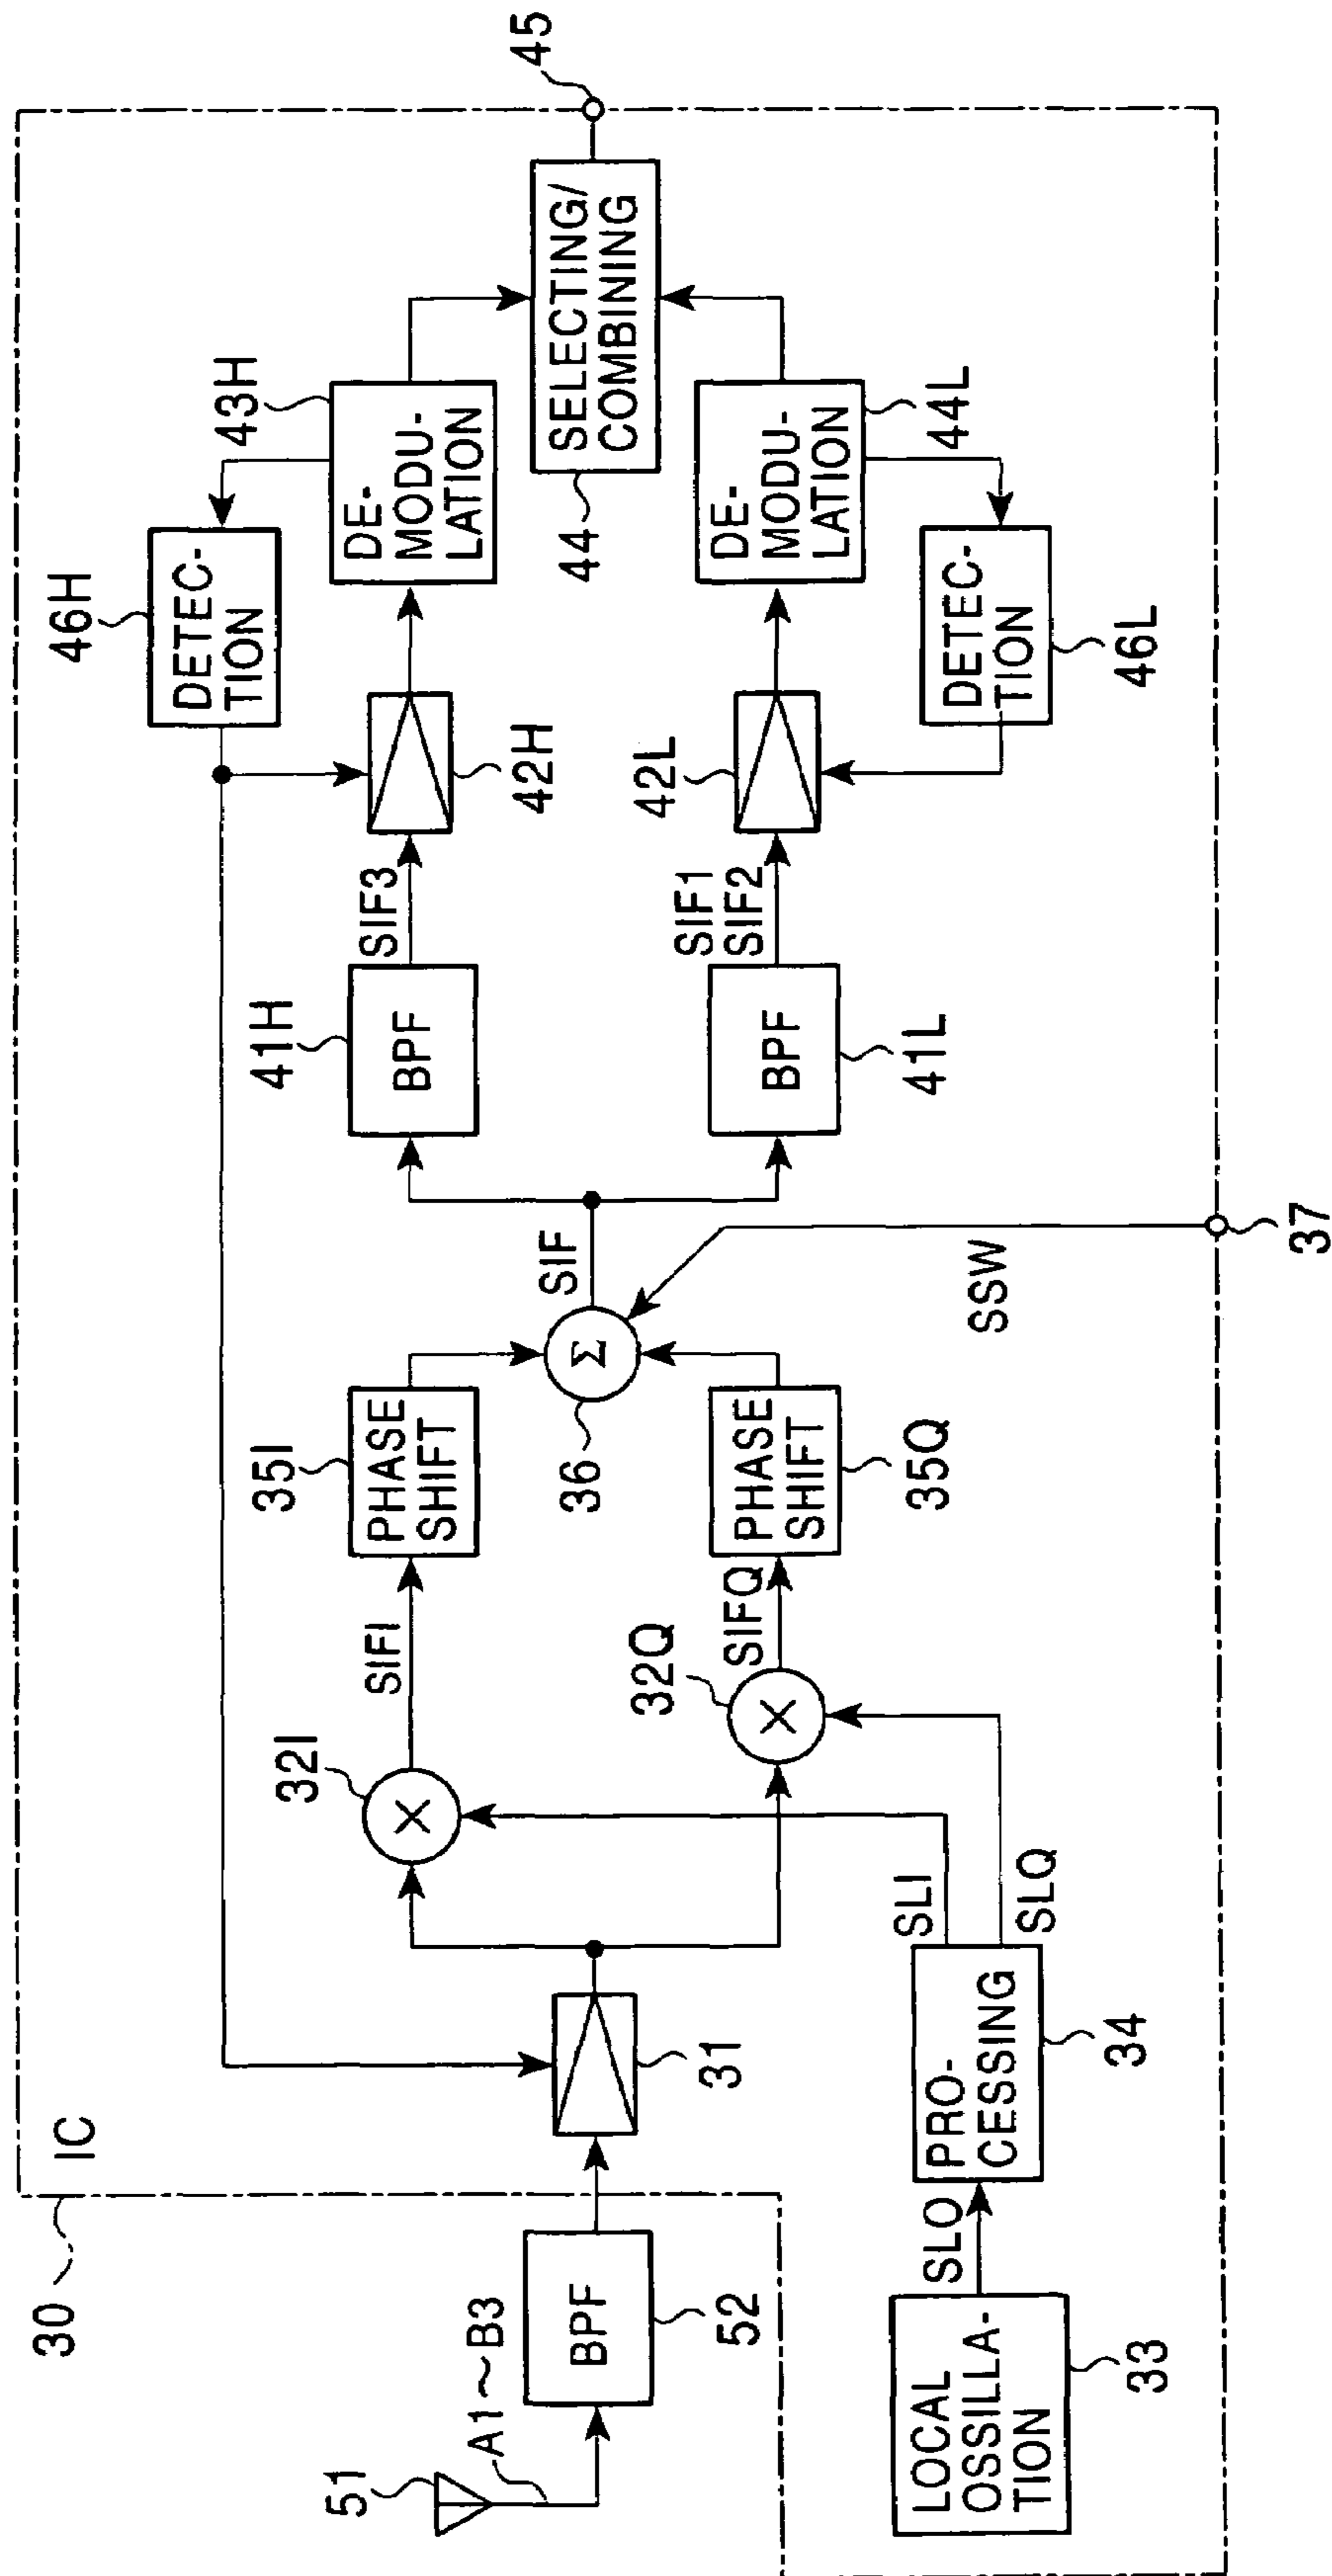 30
IC
51
A1~B3
BPF
52
31
32I
SIFI
35I
PHASE
SHIFT
32Q
SIFQ
35Q
PHASE
SHIFT
LOCAL
OSSILLA-
TION
33
SLO
PRO-
CESSING
34
SLI
SLQ
36
Σ
SIF
SSW
37
41H
BPF
SIF3
42H
46H
DETEC-
TION
43H
DE-
MODU-
LATION
41L
BPF
SIF1
SIF2
42L
DE-
MODU-
LATION
44L
DETEC-
TION
46L
44
SELECTING/
COMBINING
45